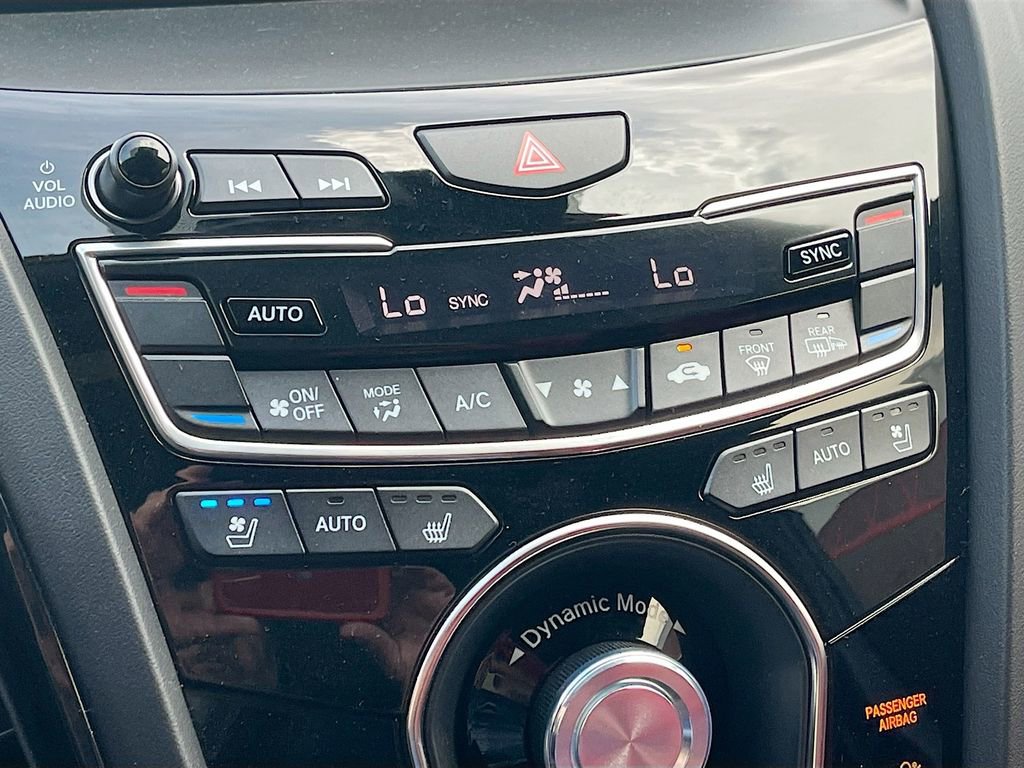 VOL
AUDIO
SYNC
AUTO
Lo
SYNC
Lo
ON/
OFF
MODE
A/C
FRONT
REAR
AUTO
AUTO
Dynamic Mode
PASSENGER
AIRBAG